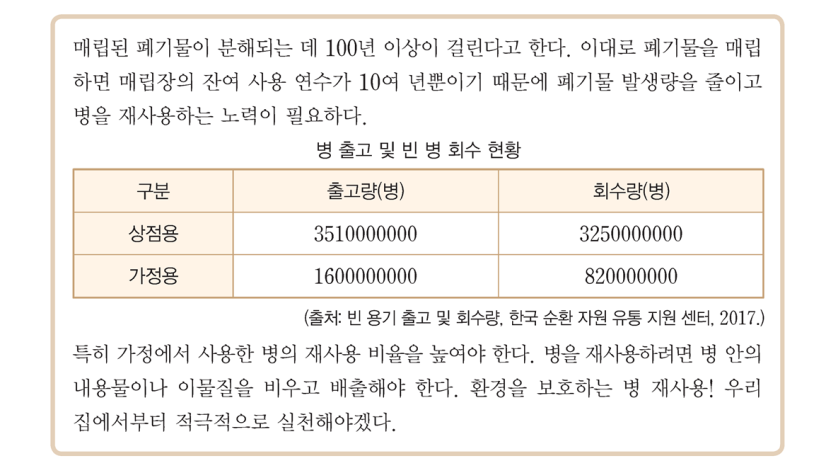 매립된 폐기물이 분해되는 데 100년 이상이 걸린다고 한다. 이대로 폐기물을 매립
하면 매립장의 잔여 사용 연수가 10여 년뿐이기 때문에 폐기물 발생량을 줄이고
병을 재사용하는 노력이 필요하다.
병 출고 및 빈 병 회수 현황
구분 출고량(병) 회수량(병)
상점용 3510000000 3250000000
가정용 1600000000 820000000
(출처: 빈 용기 출고 및 회수량, 한국 순환 자원 유통 지원 센터, 2017.)
특히 가정에서 사용한 병의 재사용 비율을 높여야 한다. 병을 재사용하려면 병 안의
내용물이나 이물질을 비우고 배출해야 한다. 환경을 보호하는 병 재사용! 우리
집에서부터 적극적으로 실천해야겠다.